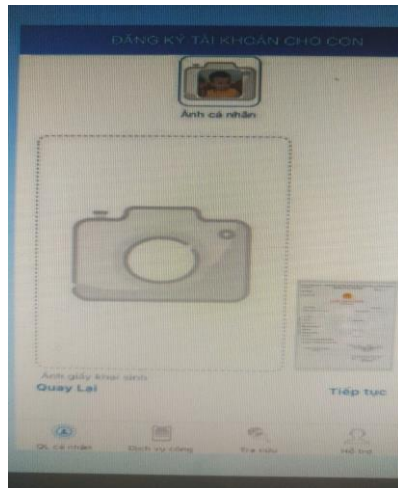 ĐĂNG KÝ TÀI KHOẢN CHO CON
Ảnh cá nhân
Ảnh giấy khai sinh
Quay Lại
Tiếp tục
QL cá nhân
Dịch vụ công
Tra cứu
Hỗ trợ